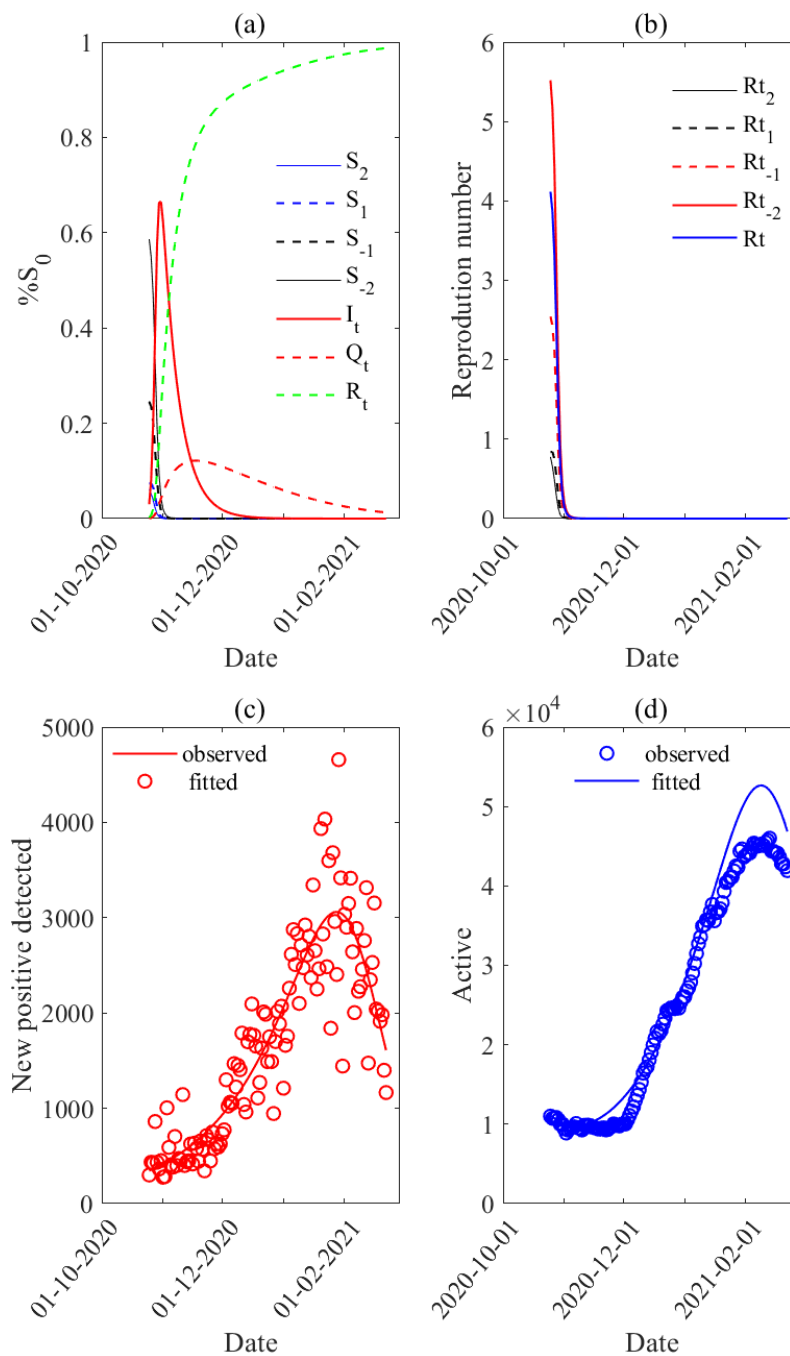 (a)
1
0.8
0.6
0.4
0.2
0
%S0
S2
S1
S-1
S-2
It
Qt
Rt
01-10-2020
01-12-2020
01-02-2021
Date
(b)
6
5
4
3
2
1
0
Reprodution number
Rt2
Rt1
Rt-1
Rt-2
Rt
2020-10-01
2020-12-01
2021-02-01
Date
(c)
5000
4000
3000
2000
1000
0
New positive detected
observed
fitted
01-10-2020
01-12-2020
01-02-2021
Date
(d)
×10^4
6
5
4
3
2
1
0
Active
observed
fitted
2020-10-01
2020-12-01
2021-02-01
Date